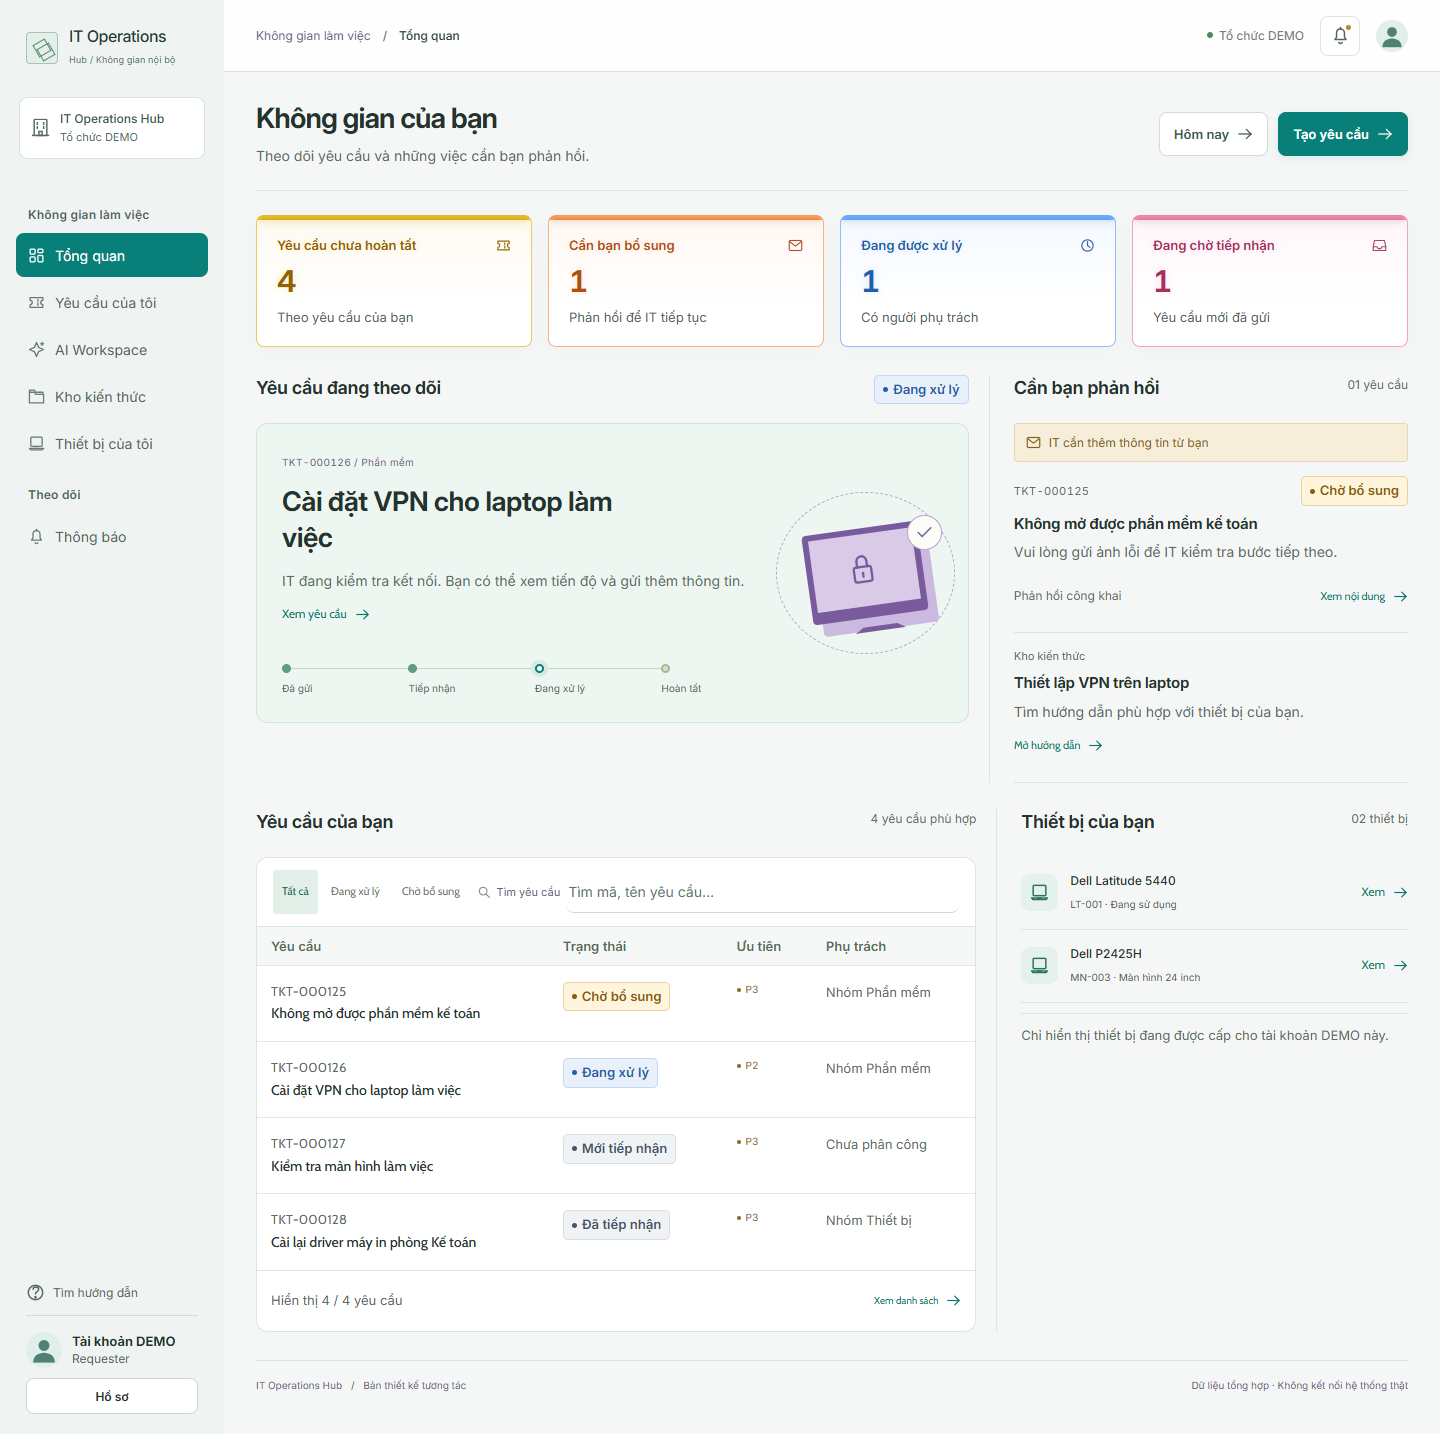 IT Operations
Hub / Không gian nội bộ
IT Operations Hub
Tổ chức DEMO
Không gian làm việc
Tổng quan
Yêu cầu của tôi
AI Workspace
Kho kiến thức
Thiết bị của tôi
Theo dõi
Thông báo
Tìm hướng dẫn
Tài khoản DEMO
Requester
Hồ sơ
Không gian làm việc / Tổng quan
Tổ chức DEMO
Không gian của bạn
Theo dõi yêu cầu và những việc cần bạn phản hồi.
Hôm nay
Tạo yêu cầu
Yêu cầu chưa hoàn tất
4
Theo yêu cầu của bạn
Cần bạn bổ sung
1
Phản hồi để IT tiếp tục
Đang được xử lý
1
Có người phụ trách
Đang chờ tiếp nhận
1
Yêu cầu mới đã gửi
Yêu cầu đang theo dõi
Đang xử lý
TKT-000126 / Phần mềm
Cài đặt VPN cho laptop làm
việc
IT đang kiểm tra kết nối. Bạn có thể xem tiến độ và gửi thêm thông tin.
Xem yêu cầu
Đã gửi
Tiếp nhận
Đang xử lý
Hoàn tất
Cần bạn phản hồi
01 yêu cầu
IT cần thêm thông tin từ bạn
TKT-000125
Chờ bổ sung
Không mở được phần mềm kế toán
Vui lòng gửi ảnh lỗi để IT kiểm tra bước tiếp theo.
Phản hồi công khai
Xem nội dung
Kho kiến thức
Thiết lập VPN trên laptop
Tìm hướng dẫn phù hợp với thiết bị của bạn.
Mở hướng dẫn
Yêu cầu của bạn
4 yêu cầu phù hợp
Tất cả
Đang xử lý
Chờ bổ sung
Tìm yêu cầu
Tìm mã, tên yêu cầu...
Yêu cầu
Trạng thái
Ưu tiên
Phụ trách
TKT-000125
Không mở được phần mềm kế toán
Chờ bổ sung
P3
Nhóm Phần mềm
TKT-000126
Cài đặt VPN cho laptop làm việc
Đang xử lý
P2
Nhóm Phần mềm
TKT-000127
Kiểm tra màn hình làm việc
Mới tiếp nhận
P3
Chưa phân công
TKT-000128
Cài lại driver máy in phòng Kế toán
Đã tiếp nhận
P3
Nhóm Thiết bị
Hiển thị 4 / 4 yêu cầu
Xem danh sách
Thiết bị của bạn
02 thiết bị
Dell Latitude 5440
LT-001 · Đang sử dụng
Xem
Dell P2425H
MN-003 · Màn hình 24 inch
Xem
Chỉ hiển thị thiết bị đang được cấp cho tài khoản DEMO này.
IT Operations Hub / Bản thiết kế tương tác
Dữ liệu tổng hợp · Không kết nối hệ thống thật